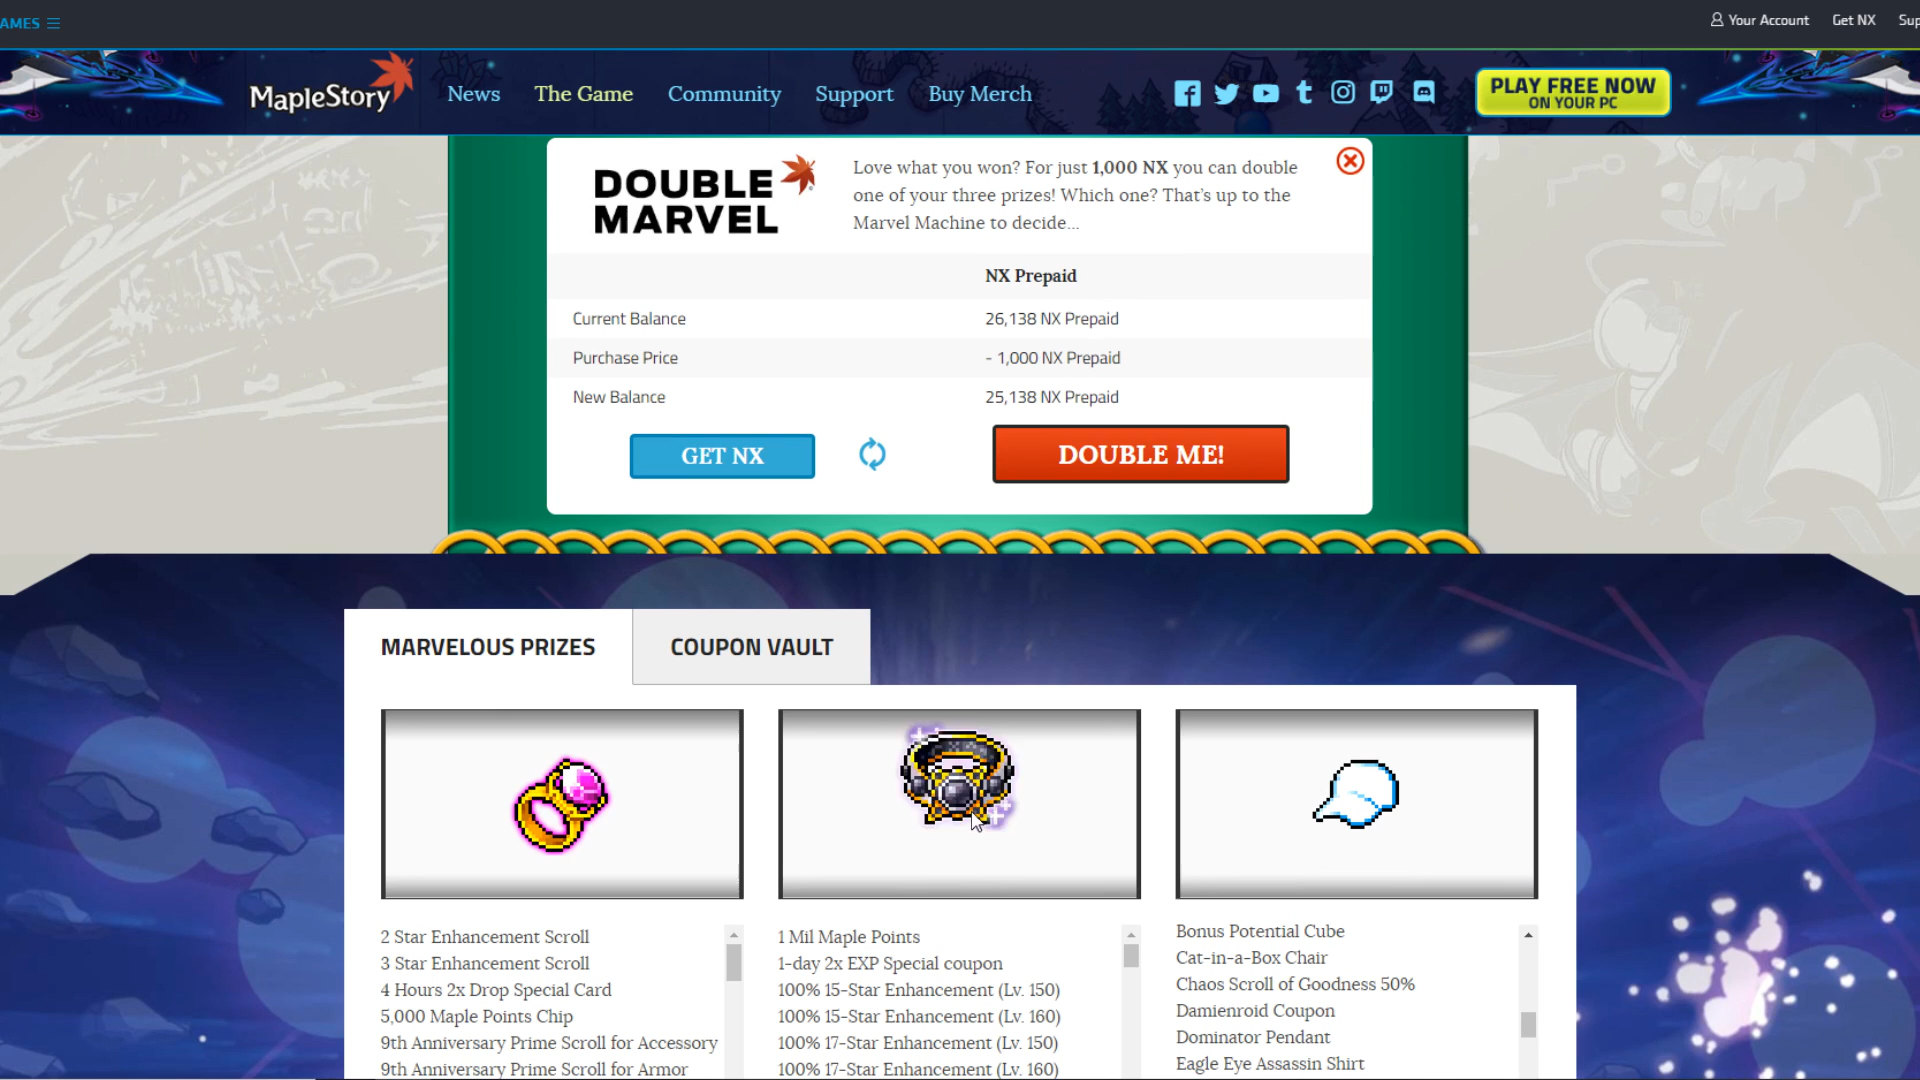 AMES
Your Account
Get NX
MapleStory
News
The Game
Community
Support
Buy Merch
PLAY FREE NOW
ON YOUR PC
DOUBLE
MARVEL
Love what you won? For just 1,000 NX you can double
one of your three prizes! Which one? That's up to the
Marvel Machine to decide...
NX Prepaid
Current Balance
26,138 NX Prepaid
Purchase Price
- 1,000 NX Prepaid
New Balance
25,138 NX Prepaid
GET NX
DOUBLE ME!
MARVELOUS PRIZES
COUPON VAULT
2 Star Enhancement Scroll
3 Star Enhancement Scroll
4 Hours 2x Drop Special Card
5,000 Maple Points Chip
9th Anniversary Prime Scroll for Accessory
9th Anniversary Prime Scroll for Armor
1 Mil Maple Points
1-day 2x EXP Special coupon
100% 15-Star Enhancement (Lv. 150)
100% 15-Star Enhancement (Lv. 160)
100% 17-Star Enhancement (Lv. 150)
100% 17-Star Enhancement (Lv. 160)
Bonus Potential Cube
Cat-in-a-Box Chair
Chaos Scroll of Goodness 50%
Damienroid Coupon
Dominator Pendant
Eagle Eye Assassin Shirt